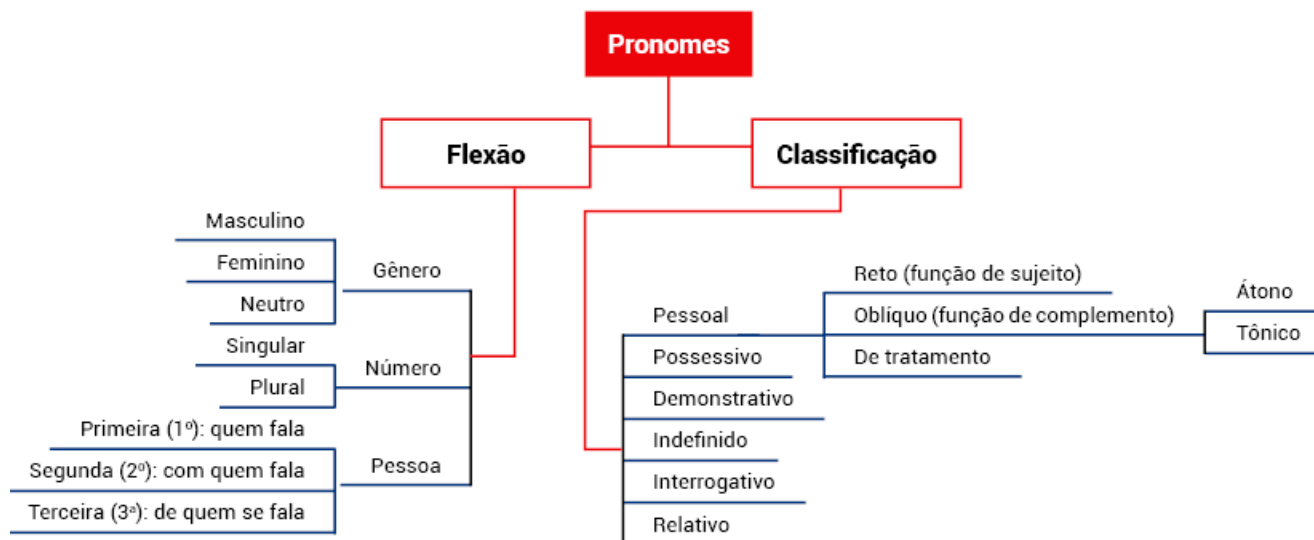 Pronomes
Flexão
Classificação
Masculino
Feminino
Neutro
Gênero
Singular
Plural
Número
Primeira (1º): quem fala
Segunda (2º): com quem fala
Terceira (3ª): de quem se fala
Pessoa
Pessoal
Possessivo
Demonstrativo
Indefinido
Interrogativo
Relativo
Reto (função de sujeito)
Oblíquo (função de complemento)
De tratamento
Átono
Tônico